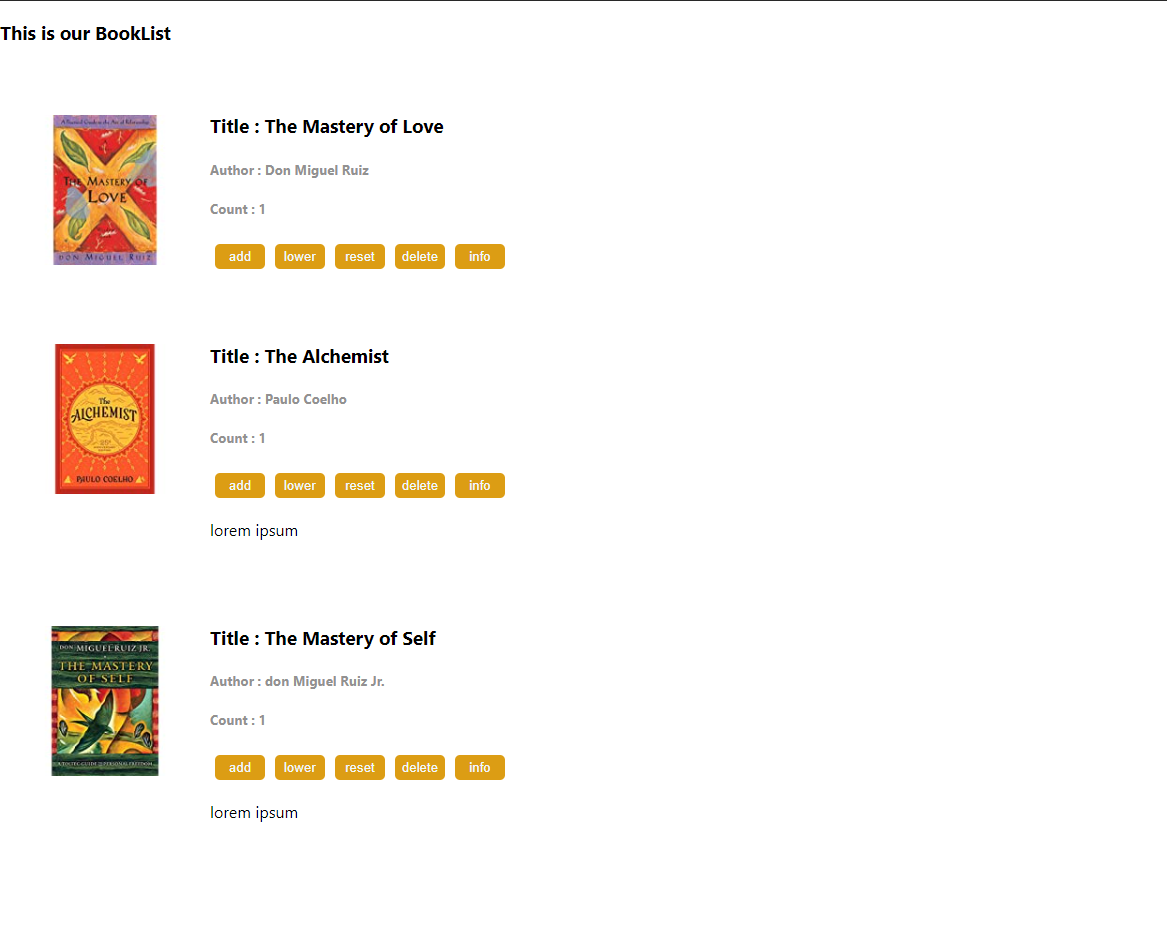 This is our BookList
A Practical Guide to the Art of Relationship
THE MASTERY OF
LOVE
DON MIGUEL RUIZ
Title : The Mastery of Love
Author : Don Miguel Ruiz
Count : 1
add lower reset delete info
The
ALCHEMIST
PAULO COELHO
Title : The Alchemist
Author : Paulo Coelho
Count : 1
add lower reset delete info
lorem ipsum
DON MIGUEL RUIZ JR.
THE MASTERY
OF SELF
A TOLTEC GUIDE TO PERSONAL FREEDOM
Title : The Mastery of Self
Author : don Miguel Ruiz Jr.
Count : 1
add lower reset delete info
lorem ipsum